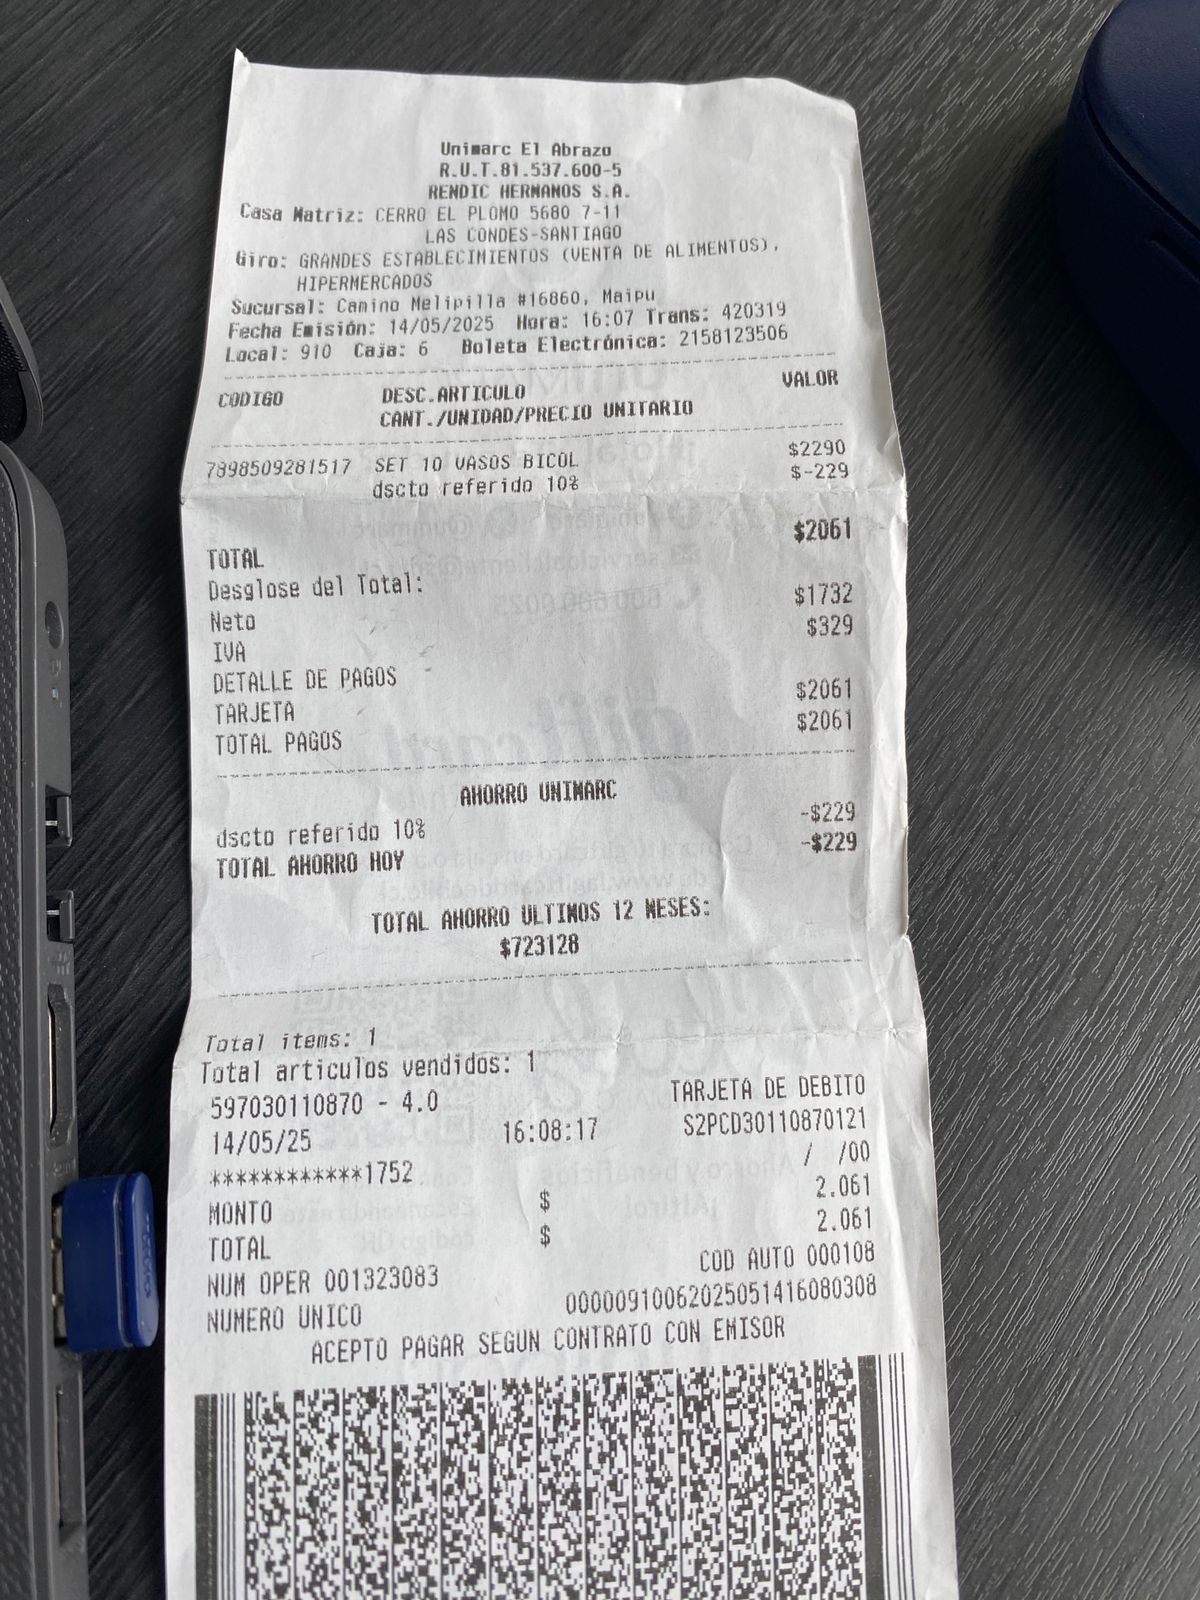 Unimarc El Abrazo
R.U.T.81.537.600-5
RENDIC HERMANOS S.A.
Casa Matriz: CERRO EL PLOMO 5680 7-11
LAS CONDES-SANTIAGO
Giro: GRANDES ESTABLECIMIENTOS (VENTA DE ALIMENTOS),
HIPERMERCADOS
Sucursal: Camino Melipilla #16860, Maipu
Fecha Emisión: 14/05/2025 Hora: 16:07 Trans: 420319
Local: 910 Caja: 6 Boleta Electrónica: 2158123506
CODIGO DESC.ARTICULO VALOR
CANT./UNIDAD/PRECIO UNITARIO
7898509281517 SET 10 VASOS BICOL $2290
dscto referido 10% $-229
TOTAL $2061
Desglose del Total:
Neto $1732
IVA $329
DETALLE DE PAGOS
TARJETA $2061
TOTAL PAGOS $2061
AHORRO UNIMARC
dscto referido 10% -$229
TOTAL AHORRO HOY -$229
TOTAL AHORRO ULTIMOS 12 MESES:
$723128
Total items: 1
Total articulos vendidos: 1
597030110870 - 4.0 TARJETA DE DEBITO
14/05/25 16:08:17 S2PCD30110870121
************1752 / /00
MONTO $ 2.061
TOTAL $ 2.061
NUM OPER 001323083 COD AUTO 000108
NUMERO UNICO 00000910062025051416080308
ACEPTO PAGAR SEGUN CONTRATO CON EMISOR